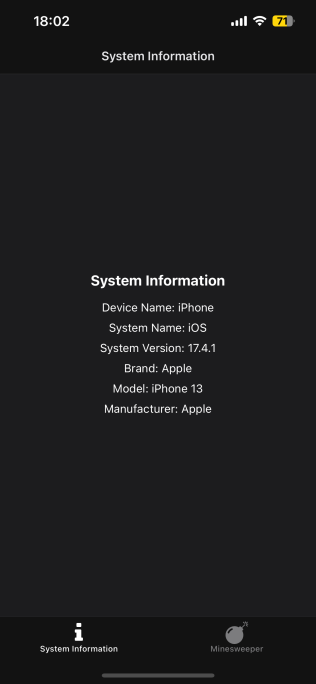 18:02
71
System Information
System Information
Device Name: iPhone
System Name: iOS
System Version: 17.4.1
Brand: Apple
Model: iPhone 13
Manufacturer: Apple
System Information
Minesweeper